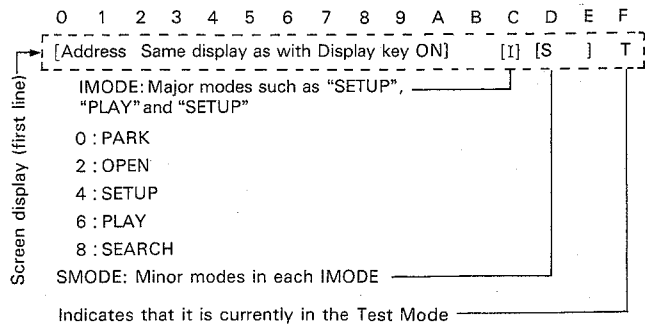 0 1 2 3 4 5 6 7 8 9 A B C D E F
[Address Same display as with Display key ON] [I] [S ] T
Screen display (first line)
IMODE: Major modes such as “SETUP”,
“PLAY” and “SETUP”
0 : PARK
2 : OPEN
4 : SETUP
6 : PLAY
8 : SEARCH
SMODE: Minor modes in each IMODE
Indicates that it is currently in the Test Mode